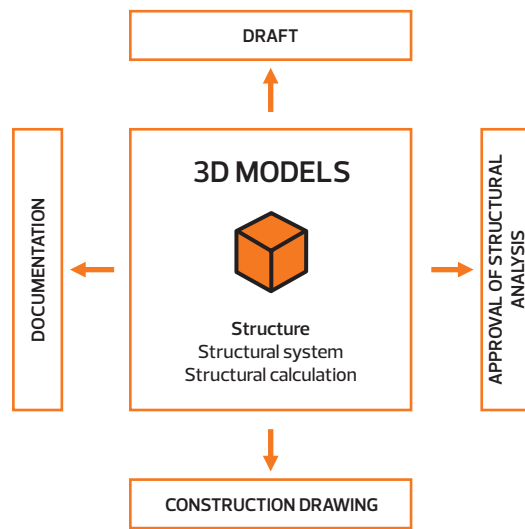 DRAFT
DOCUMENTATION
3D MODELS
Structure
Structural system
Structural calculation
APPROVAL OF STRUCTURAL
ANALYSIS
CONSTRUCTION DRAWING